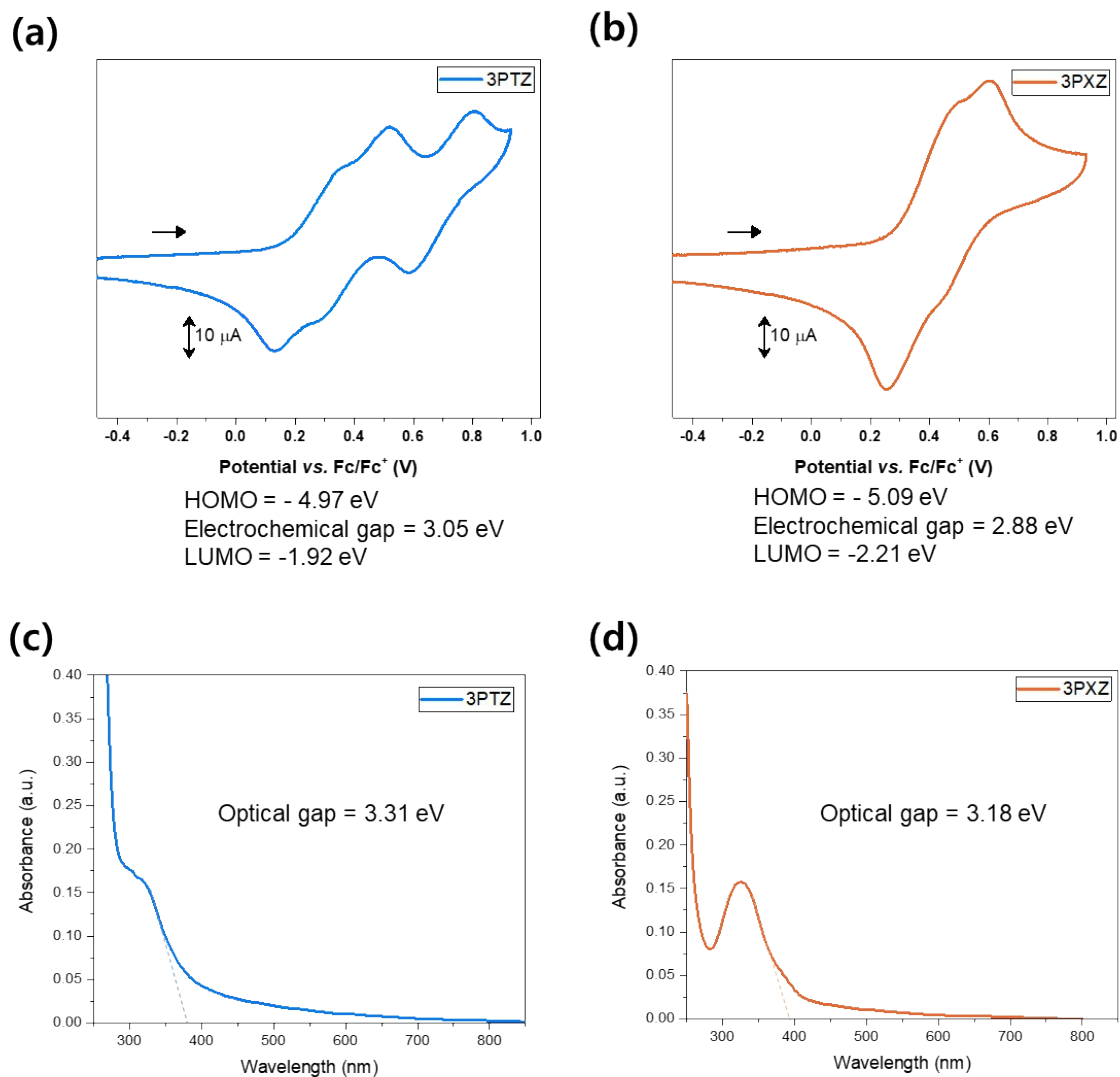 (a)
3PTZ
10 μA
-0.4 -0.2 0.0 0.2 0.4 0.6 0.8 1.0
Potential vs. Fc/Fc⁺ (V)
HOMO = - 4.97 eV
Electrochemical gap = 3.05 eV
LUMO = -1.92 eV
(b)
3PXZ
10 μA
-0.4 -0.2 0.0 0.2 0.4 0.6 0.8 1.0
Potential vs. Fc/Fc⁺ (V)
HOMO = - 5.09 eV
Electrochemical gap = 2.88 eV
LUMO = -2.21 eV
(c)
3PTZ
Optical gap = 3.31 eV
Absorbance (a.u.)
0.40
0.35
0.30
0.25
0.20
0.15
0.10
0.05
0.00
300 400 500 600 700 800
Wavelength (nm)
(d)
3PXZ
Optical gap = 3.18 eV
Absorbance (a.u.)
0.40
0.35
0.30
0.25
0.20
0.15
0.10
0.05
0.00
300 400 500 600 700 800
Wavelength (nm)